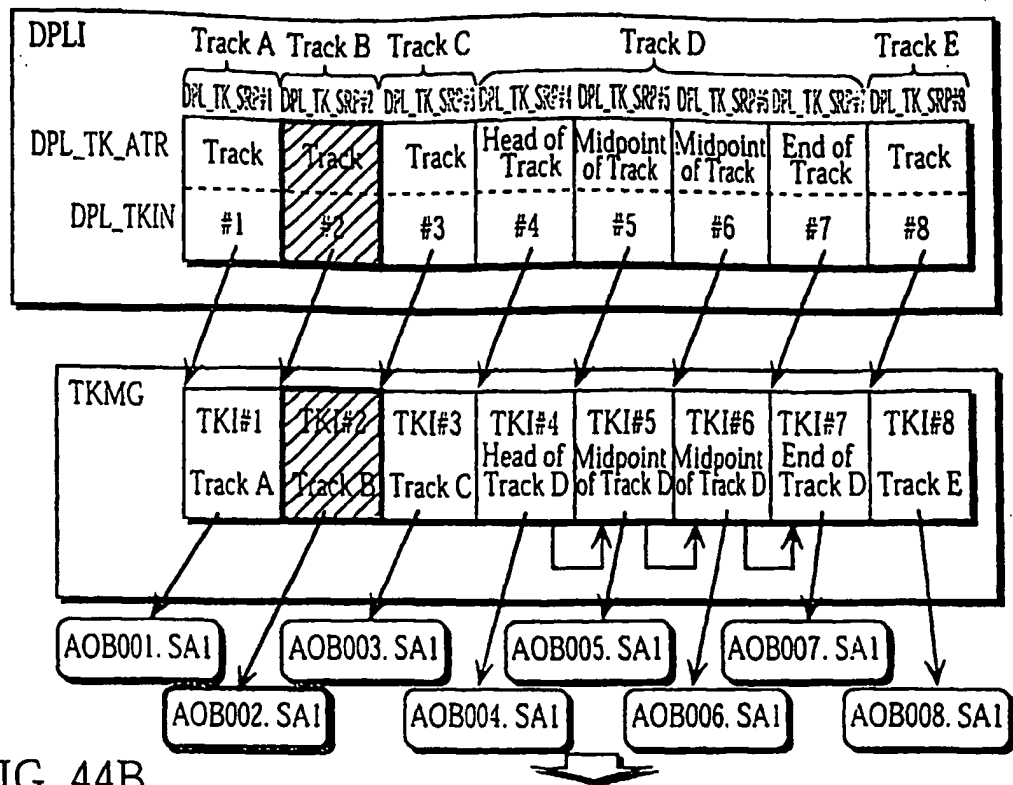 DPLI
Track A Track B Track C Track D Track E
DPL_TK_SRP#1 DPL_TK_SRP#2 DPL_TK_SRP#3 DPL_TK_SRP#4 DPL_TK_SRP#5 DPL_TK_SRP#6 DPL_TK_SRP#7 DPL_TK_SRP#8
DPL_TK_ATR
Track Track Track Head of Track Midpoint of Track Midpoint of Track End of Track Track
DPL_TKIN
#1 #2 #3 #4 #5 #6 #7 #8
TKMG
TKI#1 TKI#2 TKI#3 TKI#4 TKI#5 TKI#6 TKI#7 TKI#8
Track A Track B Track C Head of Track D Midpoint of Track D Midpoint of Track D End of Track D Track E
AOB001. SA1 AOB003. SA1 AOB005. SA1 AOB007. SA1
AOB002. SA1 AOB004. SA1 AOB006. SA1 AOB008. SA1
IG. 44B